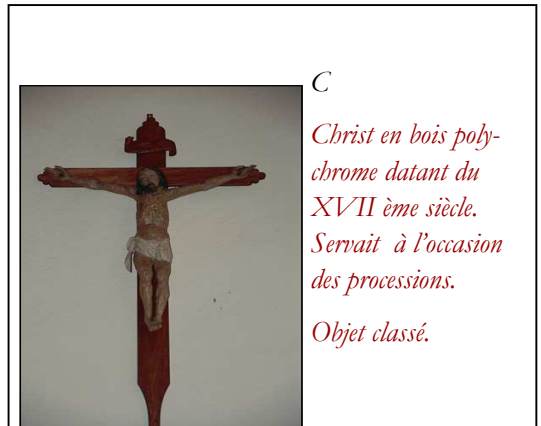 C
Christ en bois poly-
chrome datant du
XVII ème siècle.
Servait à l'occasion
des processions.
Objet classé.